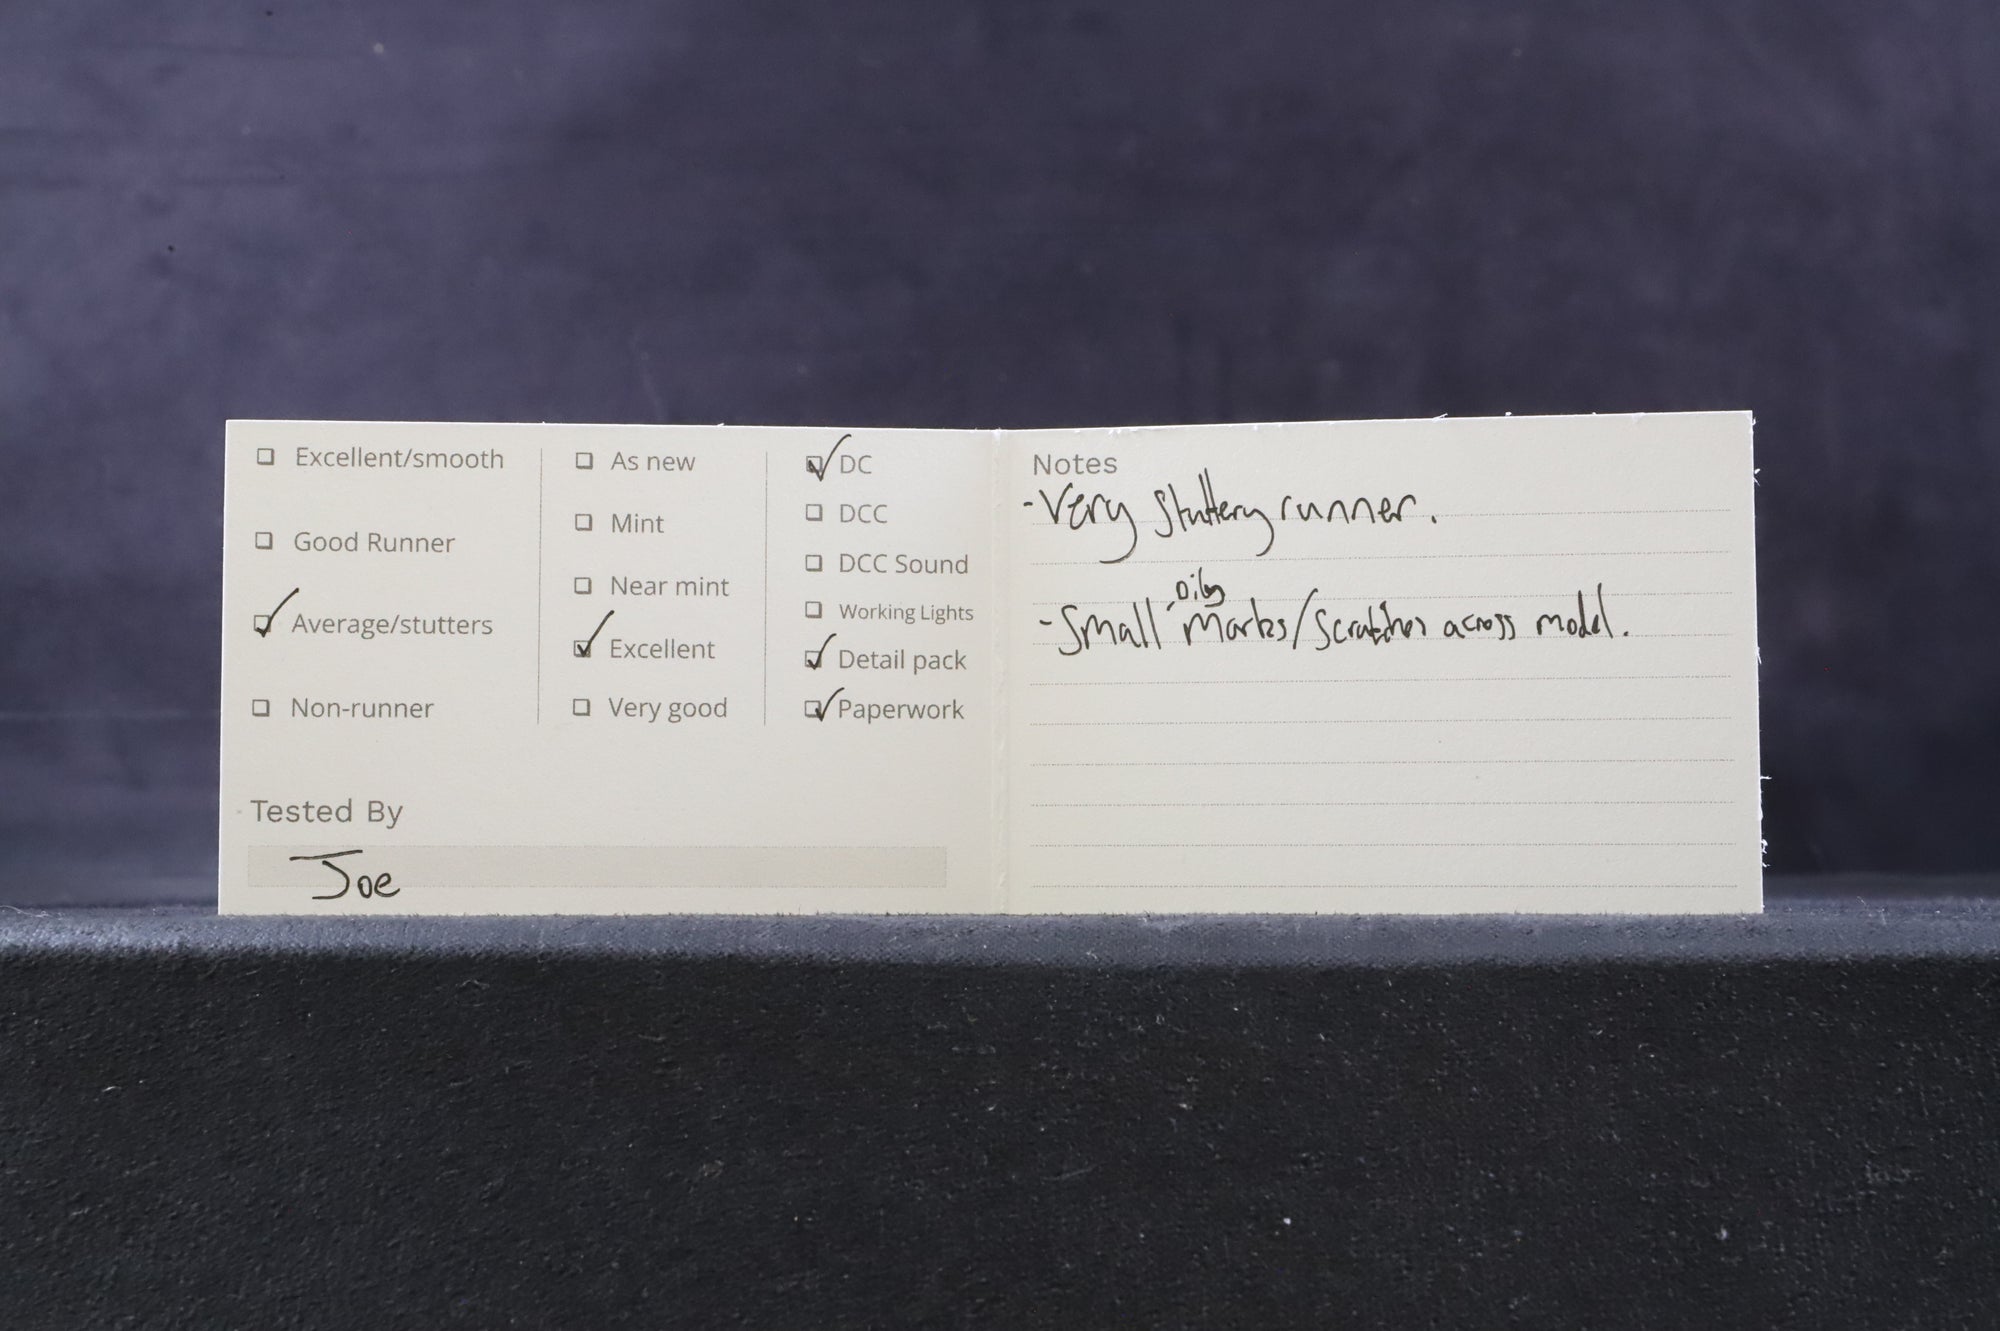 ☐ Excellent/smooth
☐ Good Runner
☑ Average/stutters
☐ Non-runner
☐ As new
☐ Mint
☐ Near mint
☑ Excellent
☐ Very good
☑ DC
☐ DCC
☐ DCC Sound
☐ Working Lights
☑ Detail pack
☑ Paperwork
Tested By
Joe
Notes
- Very stuttery runner.
- Small oily marks/scratches across model.